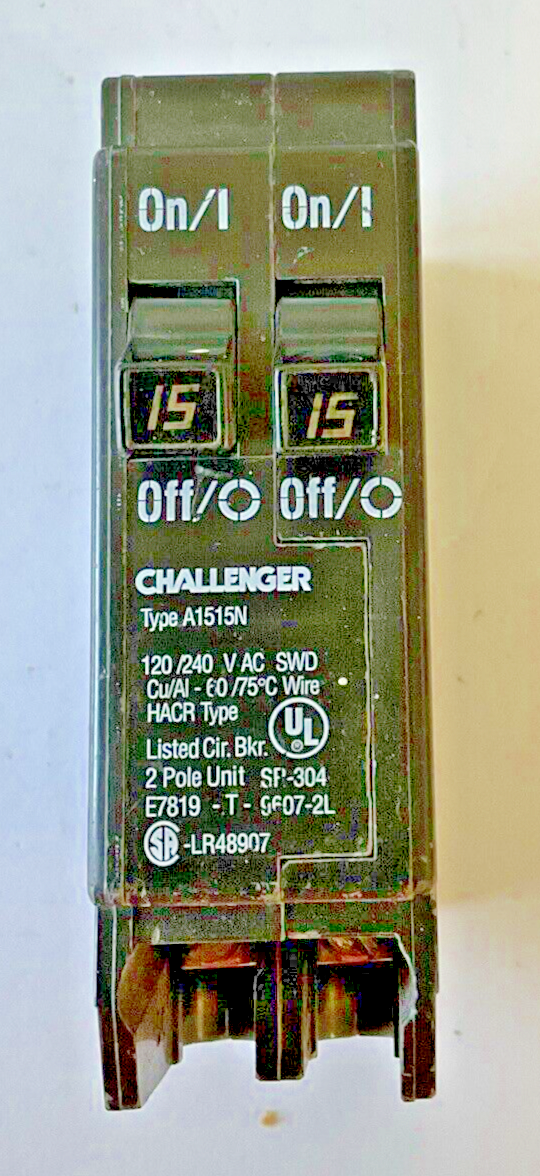 On/I On/I
15 15
Off/O Off/O
CHALLENGER
Type A1515N
120/240 V AC SWD
Cu/Al - 60/75°C Wire
HACR Type
UL
Listed Cir. Bkr.
2 Pole Unit SP-304
E7819 - T - 9607-2L
SA -LR48907